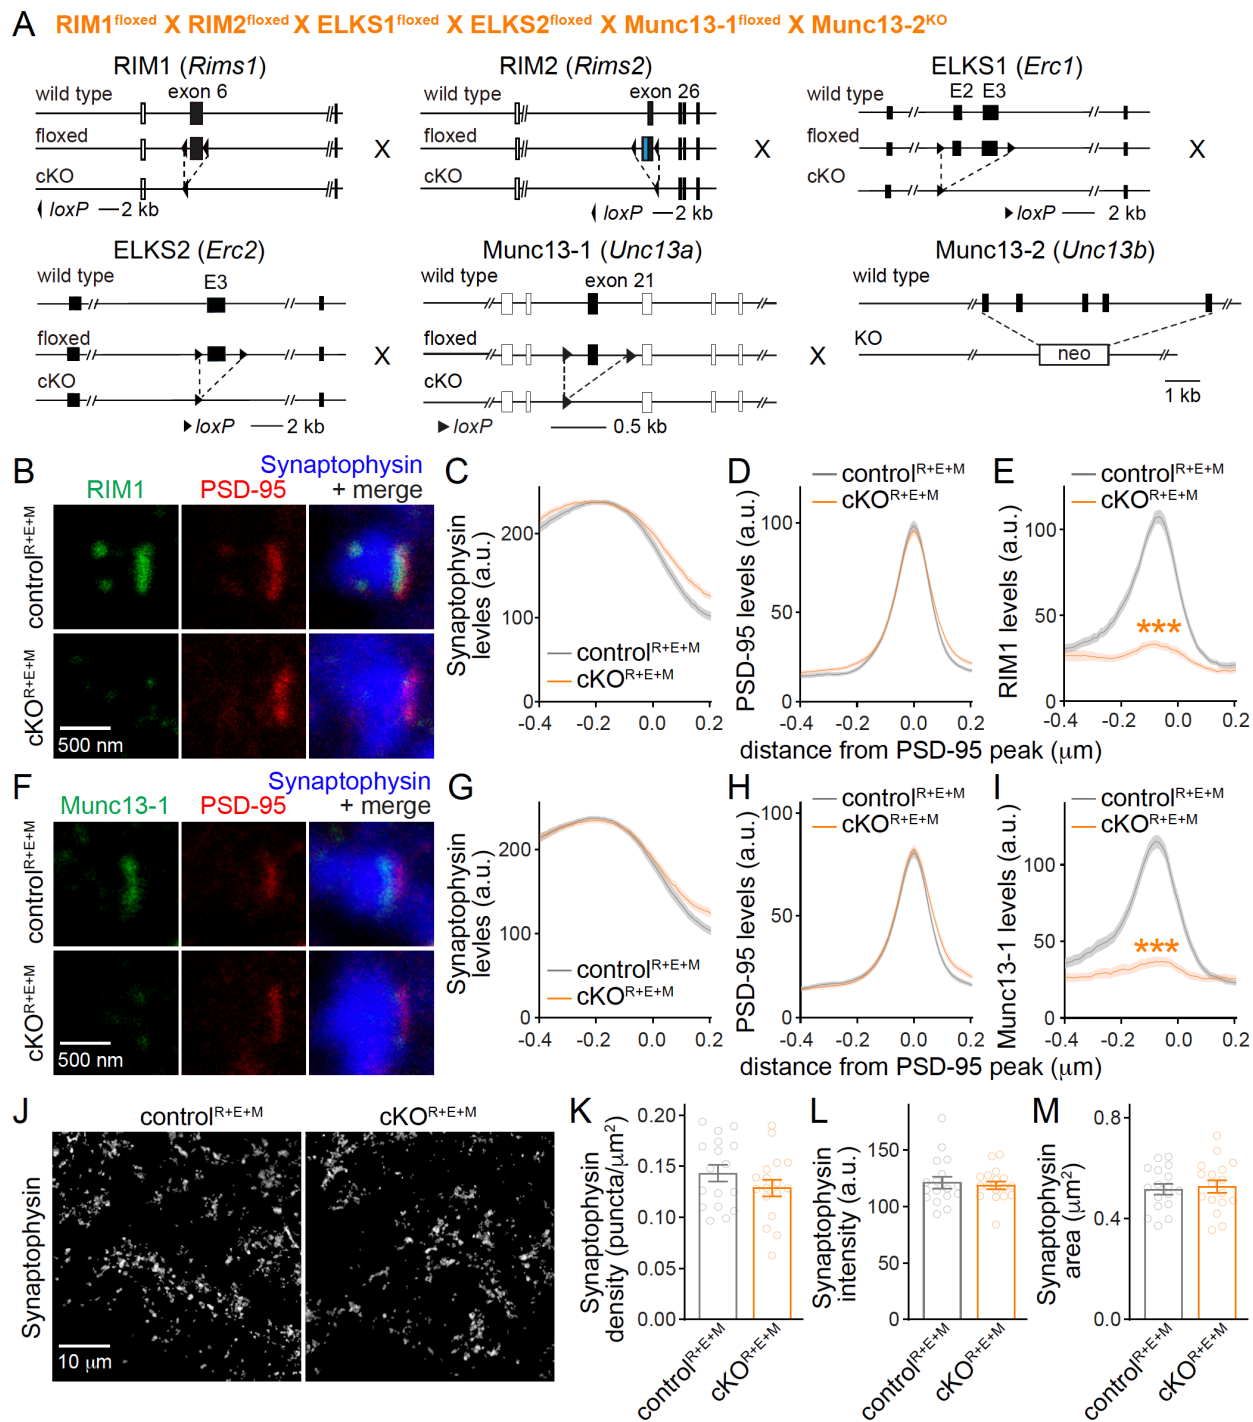 A RIM1floxed X RIM2floxed X ELKS1floxed X ELKS2floxed X Munc13-1floxed X Munc13-2KO
RIM1 (Rims1)
wild type
exon 6
floxed
cKO
loxP
2 kb
X
RIM2 (Rims2)
wild type
exon 26
floxed
cKO
loxP
2 kb
X
ELKS1 (Erc1)
wild type
E2 E3
floxed
cKO
loxP
2 kb
X
ELKS2 (Erc2)
wild type
E3
floxed
cKO
loxP
2 kb
X
Munc13-1 (Unc13a)
wild type
exon 21
floxed
cKO
loxP
0.5 kb
X
Munc13-2 (Unc13b)
wild type
KO
neo
1 kb
B
RIM1
PSD-95
Synaptophysin
+ merge
controlR+E+M
cKOR+E+M
500 nm
C
Synaptophysin
levles (a.u.)
200
100
0
controlR+E+M
cKOR+E+M
-0.4 -0.2 0.0 0.2
D
controlR+E+M
cKOR+E+M
PSD-95 levels (a.u.)
100
50
0
-0.4 -0.2 0.0 0.2
E
controlR+E+M
cKOR+E+M
RIM1 levels (a.u.)
100
50
0
***
-0.4 -0.2 0.0 0.2
distance from PSD-95 peak (μm)
F
Munc13-1
PSD-95
Synaptophysin
+ merge
controlR+E+M
cKOR+E+M
500 nm
G
Synaptophysin
levles (a.u.)
200
100
0
controlR+E+M
cKOR+E+M
-0.4 -0.2 0.0 0.2
H
controlR+E+M
cKOR+E+M
PSD-95 levels (a.u.)
100
50
0
-0.4 -0.2 0.0 0.2
I
controlR+E+M
cKOR+E+M
Munc13-1 levels (a.u.)
100
50
0
***
-0.4 -0.2 0.0 0.2
distance from PSD-95 peak (μm)
J
controlR+E+M
cKOR+E+M
Synaptophysin
10 μm
K
Synaptophysin
density (puncta/μm2)
0.20
0.15
0.10
0.05
0.00
controlR+E+M
cKOR+E+M
L
Synaptophysin
intensity (a.u.)
150
100
50
0
controlR+E+M
cKOR+E+M
M
Synaptophysin
area (μm2)
0.8
0.4
0.0
controlR+E+M
cKOR+E+M